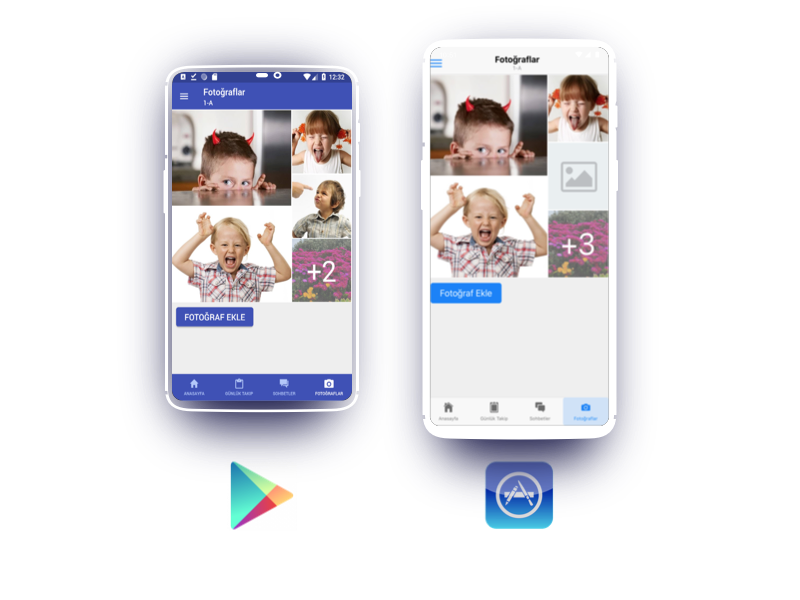 12:32
Fotoğraflar
1-A
+2
FOTOĞRAF EKLE
ANASAYFA
GÜNLÜK TAKİP
SOHBETLER
FOTOĞRAFLAR
Fotoğraflar
1-A
+3
Fotoğraf Ekle
Anasayfa
Günlük Takip
Sohbetler
Fotoğraflar